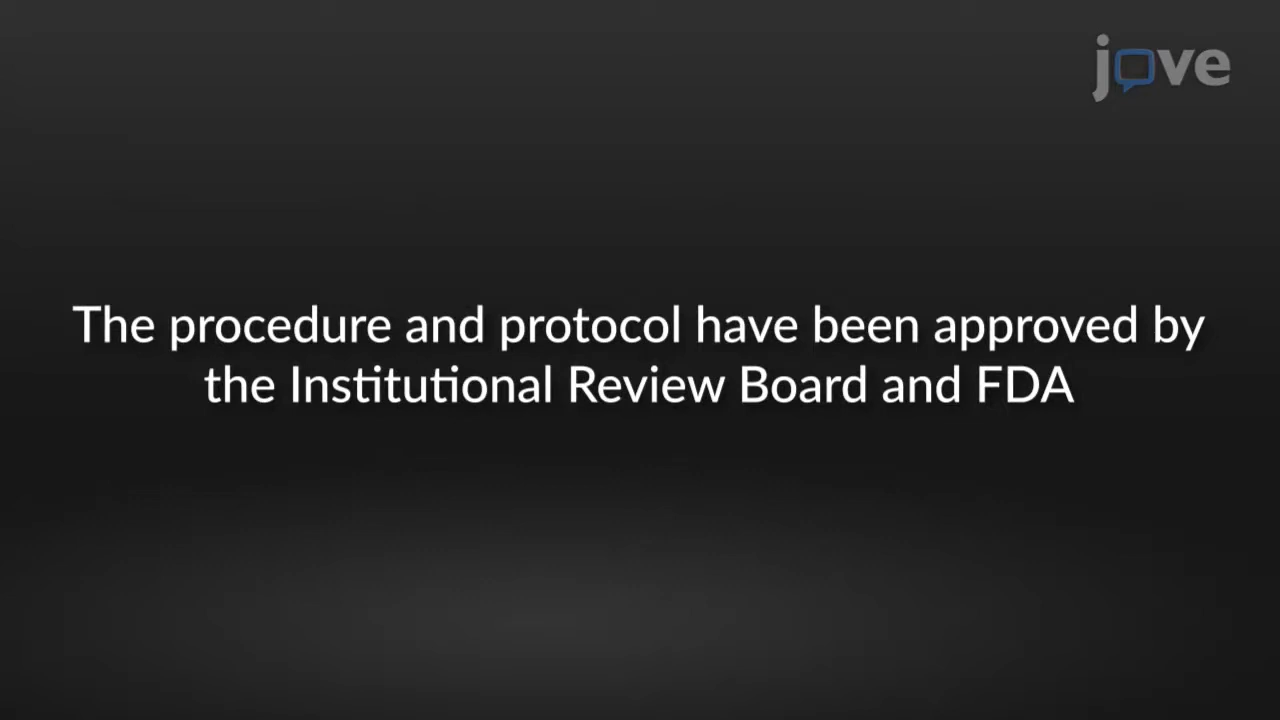 jove
The procedure and protocol have been approved by
the Institutional Review Board and FDA